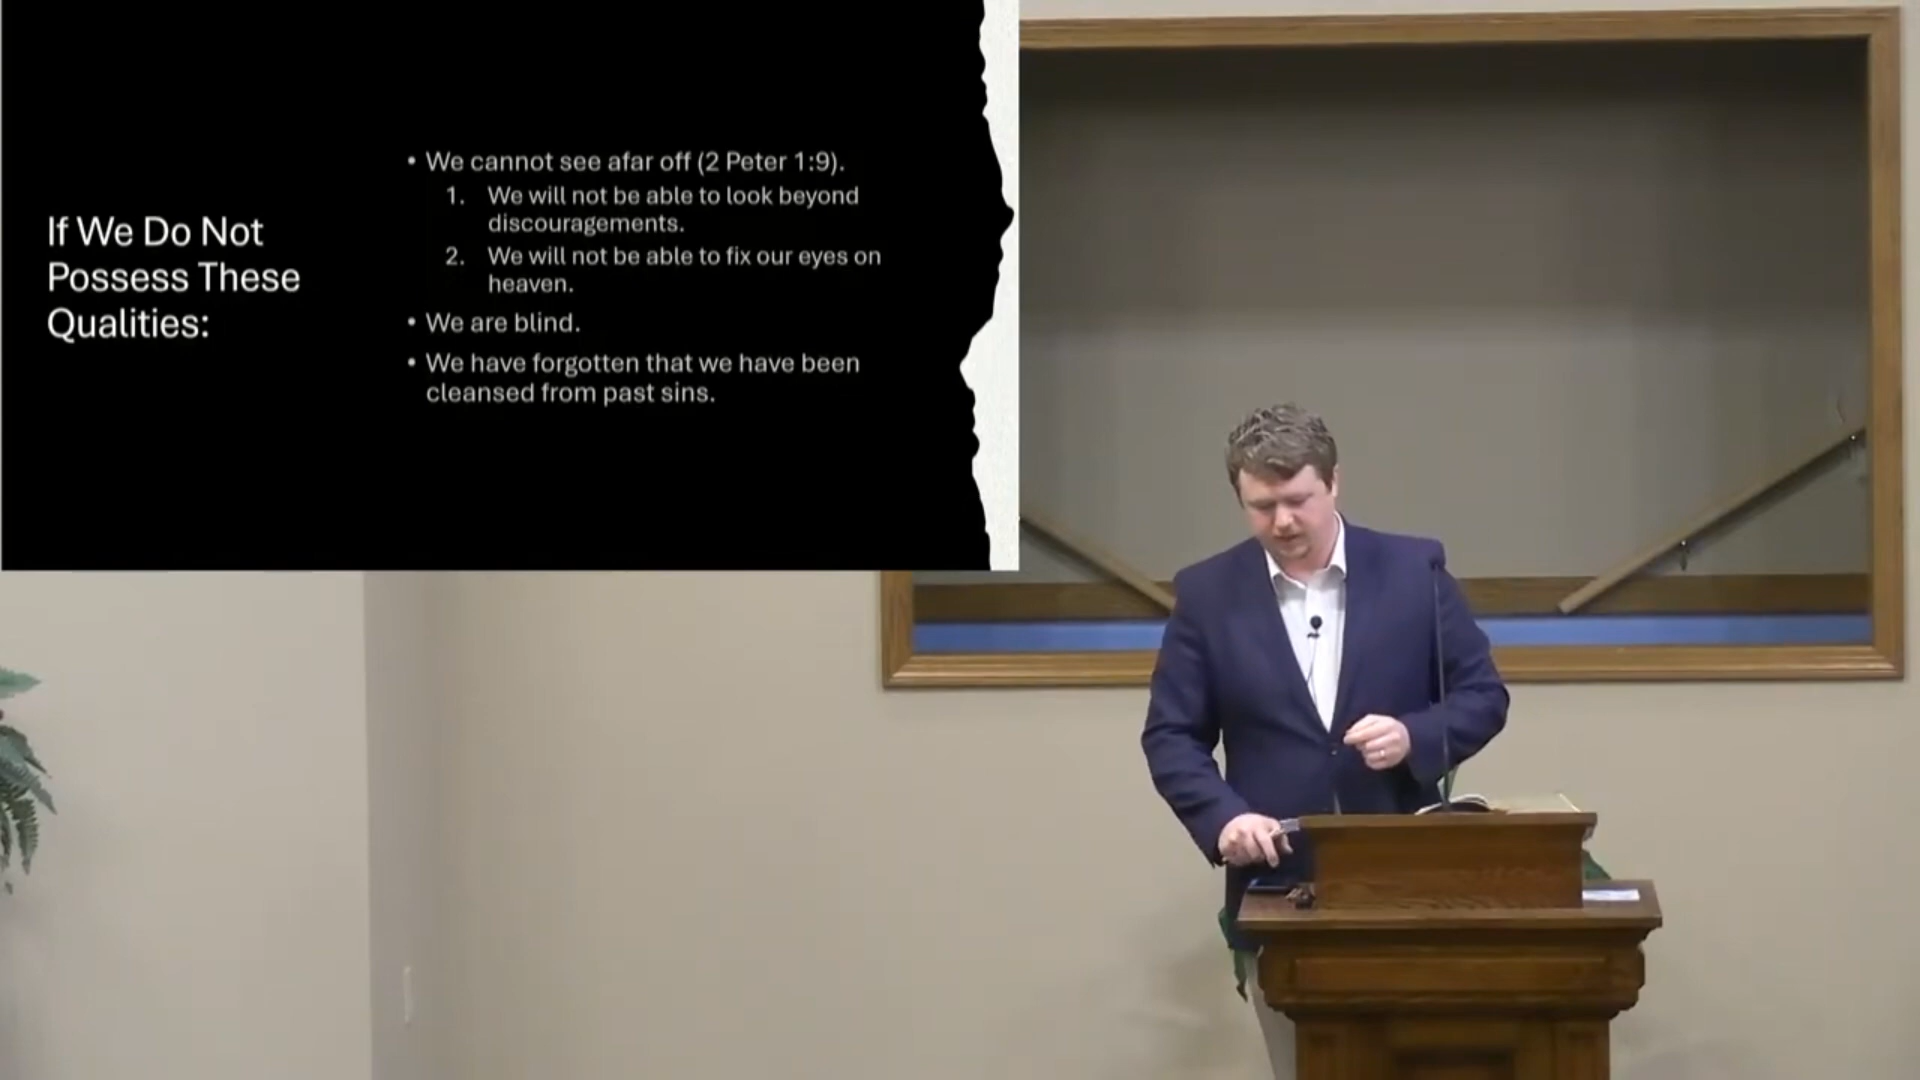 If We Do Not
Possess These
Qualities:
• We cannot see afar off (2 Peter 1:9).
1. We will not be able to look beyond
discouragements.
2. We will not be able to fix our eyes on
heaven.
• We are blind.
• We have forgotten that we have been
cleansed from past sins.